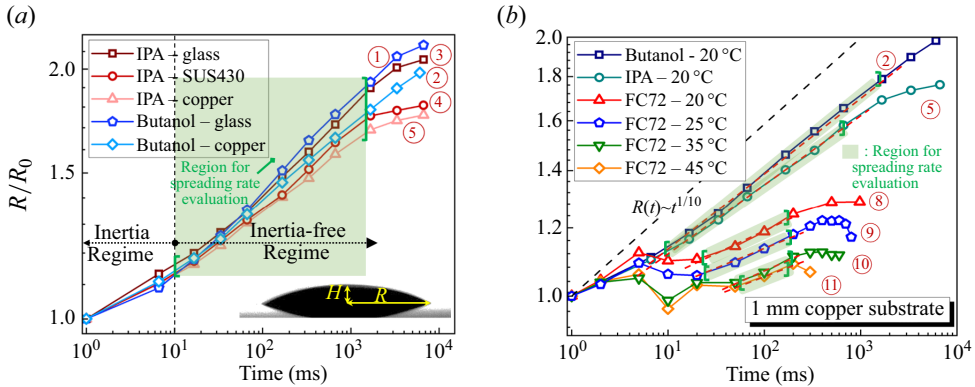 (a)
IPA – glass
IPA – SUS430
IPA – copper
Butanol – glass
Butanol – copper
1
3
2
4
5
Region for
spreading rate
evaluation
Inertia
Regime
Inertia-free
Regime
H
R
2.0
1.5
1.0
R/R0
10^0
10^1
10^2
10^3
10^4
Time (ms)
(b)
Butanol - 20 °C
IPA – 20 °C
FC72 – 20 °C
FC72 – 25 °C
FC72 – 35 °C
FC72 – 45 °C
2
5
: Region for
spreading rate
evaluation
R(t)~t^1/10
8
9
10
11
1 mm copper substrate
2.0
1.8
1.6
1.4
1.2
1.0
10^0
10^1
10^2
10^3
10^4
Time (ms)